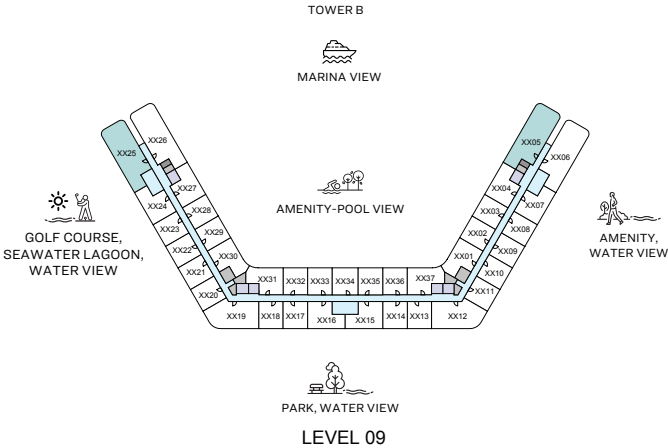 TOWER B
MARINA VIEW
XX26
XX25
XX05
XX06
XX27
XX24
XX04
XX07
XX28
XX23
XX03
XX08
AMENITY-POOL VIEW
GOLF COURSE,
SEAWATER LAGOON,
WATER VIEW
AMENITY,
WATER VIEW
XX29
XX22
XX02
XX09
XX30
XX21
XX01
XX10
XX20
XX11
XX31
XX32
XX33
XX34
XX35
XX36
XX37
XX19
XX18
XX17
XX16
XX15
XX14
XX13
XX12
PARK, WATER VIEW
LEVEL 09